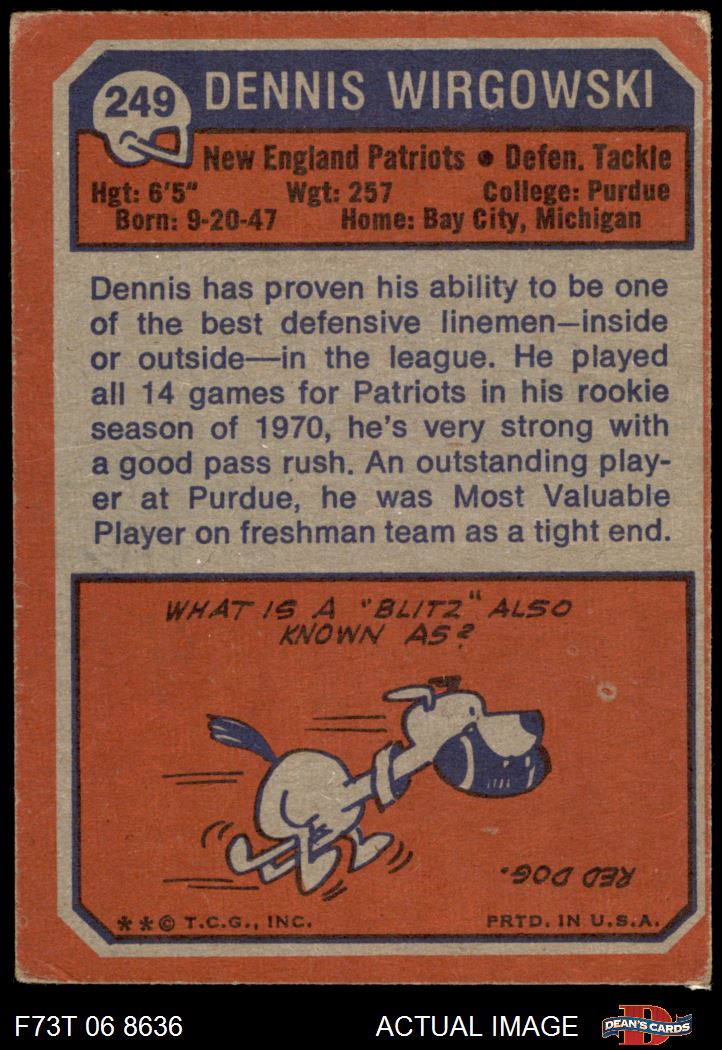 249
DENNIS WIRGOWSKI
New England Patriots • Defen. Tackle
Hgt: 6'5" Wgt: 257 College: Purdue
Born: 9-20-47 Home: Bay City, Michigan
Dennis has proven his ability to be one
of the best defensive linemen—inside
or outside—in the league. He played
all 14 games for Patriots in his rookie
season of 1970, he's very strong with
a good pass rush. An outstanding play-
er at Purdue, he was Most Valuable
Player on freshman team as a tight end.
WHAT IS A "BLITZ" ALSO
KNOWN AS?
RED DOG.
** © T.C.G., INC. PRTD. IN U.S.A.
F73T 06 8636 ACTUAL IMAGE
D
DEAN'S CARDS